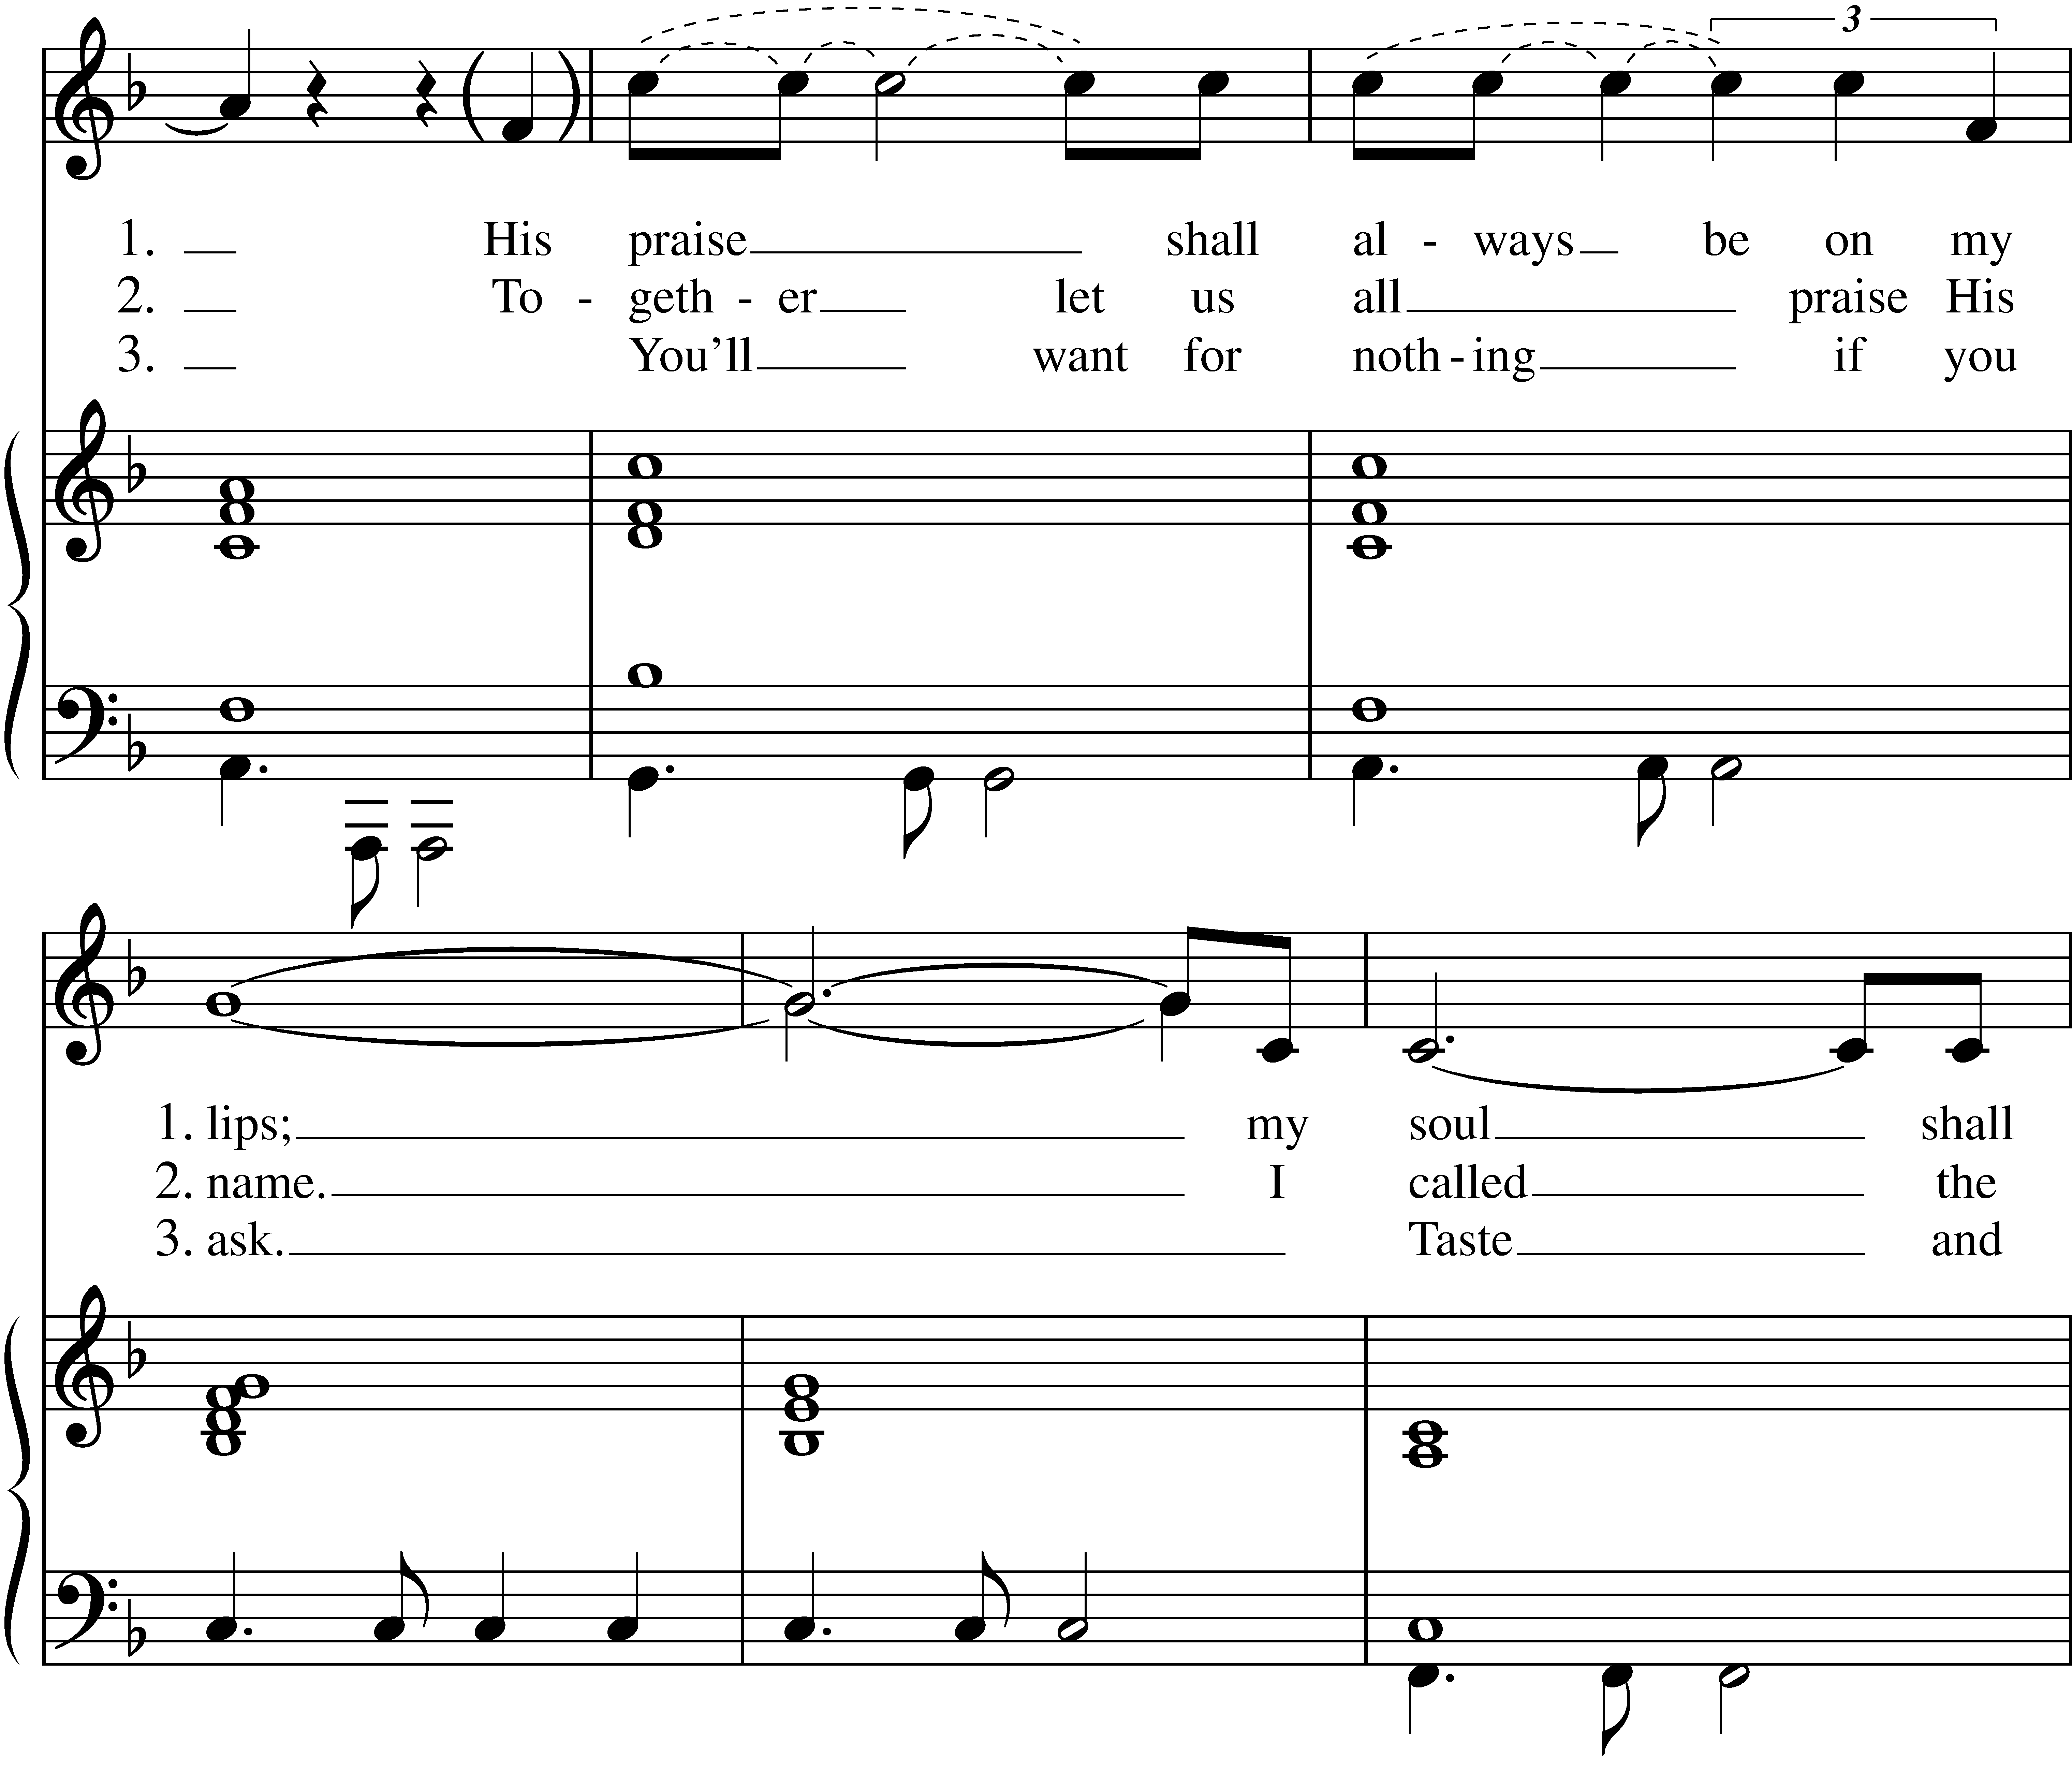 3
1. His praise shall al - ways be on my
2. To - geth - er let us all praise His
3. You’ll want for noth - ing if you
1. lips; my soul shall
2. name. I called the
3. ask. Taste and